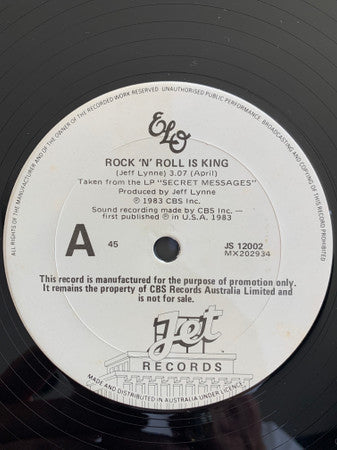 ALL RIGHTS OF THE MANUFACTURER AND OF THE OWNER OF THE RECORDED WORK RESERVED. UNAUTHORISED PUBLIC PERFORMANCE, BROADCASTING AND COPYING OF THIS RECORD PROHIBITED
ELO
ROCK 'N' ROLL IS KING
(Jeff Lynne) 3.07 (April)
Taken from the LP "SECRET MESSAGES"
Produced by Jeff Lynne
℗ 1983 CBS Inc.
Sound recording made by CBS Inc. —
first published ℗ in U.S.A. 1983
A 45 JS 12002
MX202934
This record is manufactured for the purpose of promotion only.
It remains the property of CBS Records Australia Limited and
is not for sale.
Jet
RECORDS
MADE AND DISTRIBUTED IN AUSTRALIA UNDER LICENCE